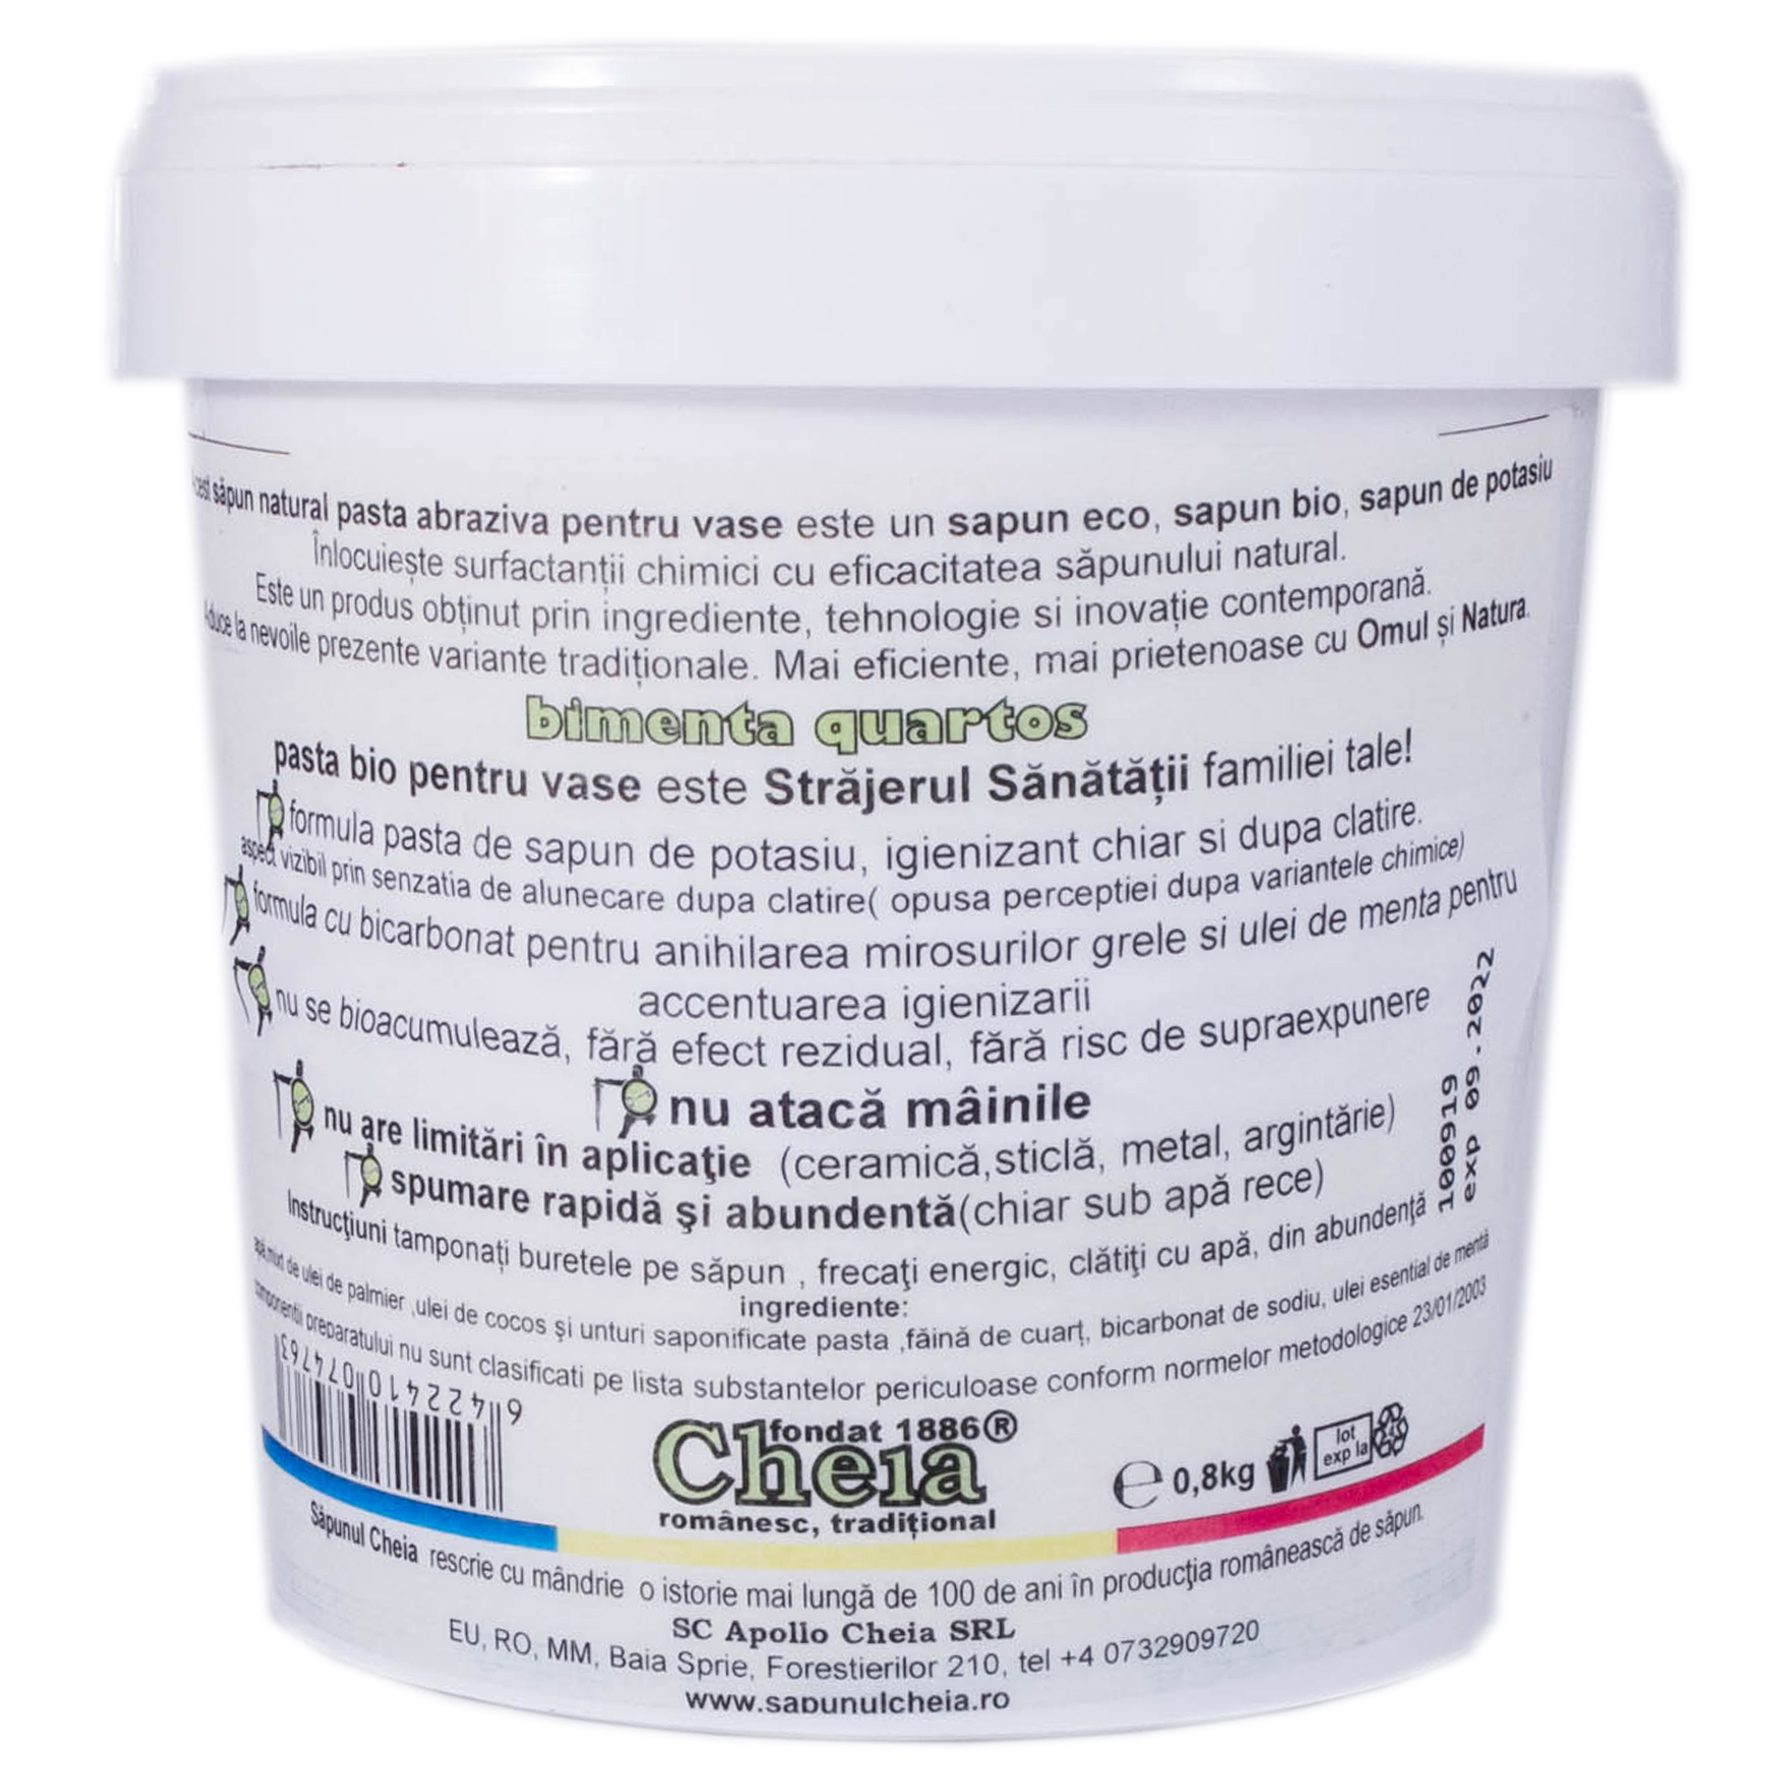 săpun natural pasta abraziva pentru vase este un sapun eco, sapun bio, sapun de potasiu
Înlocuiește surfactanții chimici cu eficacitatea săpunului natural.
Este un produs obținut prin ingrediente, tehnologie si inovație contemporană.
la nevoile prezente variante tradiționale. Mai eficiente, mai prietenoase cu Omul și Natura.
bimenta quartos
pasta bio pentru vase este Străjerul Sănătății familiei tale!
formula pasta de sapun de potasiu, igienizant chiar si dupa clatire.
aspect vizibil prin senzatia de alunecare dupa clatire( opusa perceptiei dupa variantele chimice)
formula cu bicarbonat pentru anihilarea mirosurilor grele si ulei de menta pentru
accentuarea igienizarii
nu se bioacumulează, fără efect rezidual, fără risc de supraexpunere
nu atacă mâinile
nu are limitări în aplicaţie (ceramică,sticlă, metal, argintărie)
spumare rapidă şi abundentă(chiar sub apă rece)
100919
exp 09.2022
Instrucţiuni tamponați buretele pe săpun , frecaţi energic, clătiţi cu apă, din abundenţă
ingrediente:
apă,mixt de ulei de palmier ,ulei de cocos şi unturi saponificate pasta ,făină de cuarţ, bicarbonat de sodiu, ulei esential de mentă
componentii preparatului nu sunt clasificati pe lista substantelor periculoase conform normelor metodologice 23/01/2003
6 422410 074763
fondat 1886®
Cheia
românesc, tradițional
e 0,8kg
lot
exp la
Săpunul Cheia rescrie cu mândrie o istorie mai lungă de 100 de ani în producţia românească de săpun.
SC Apollo Cheia SRL
EU, RO, MM, Baia Sprie, Forestierilor 210, tel +4 0732909720
www.sapunulcheia.ro